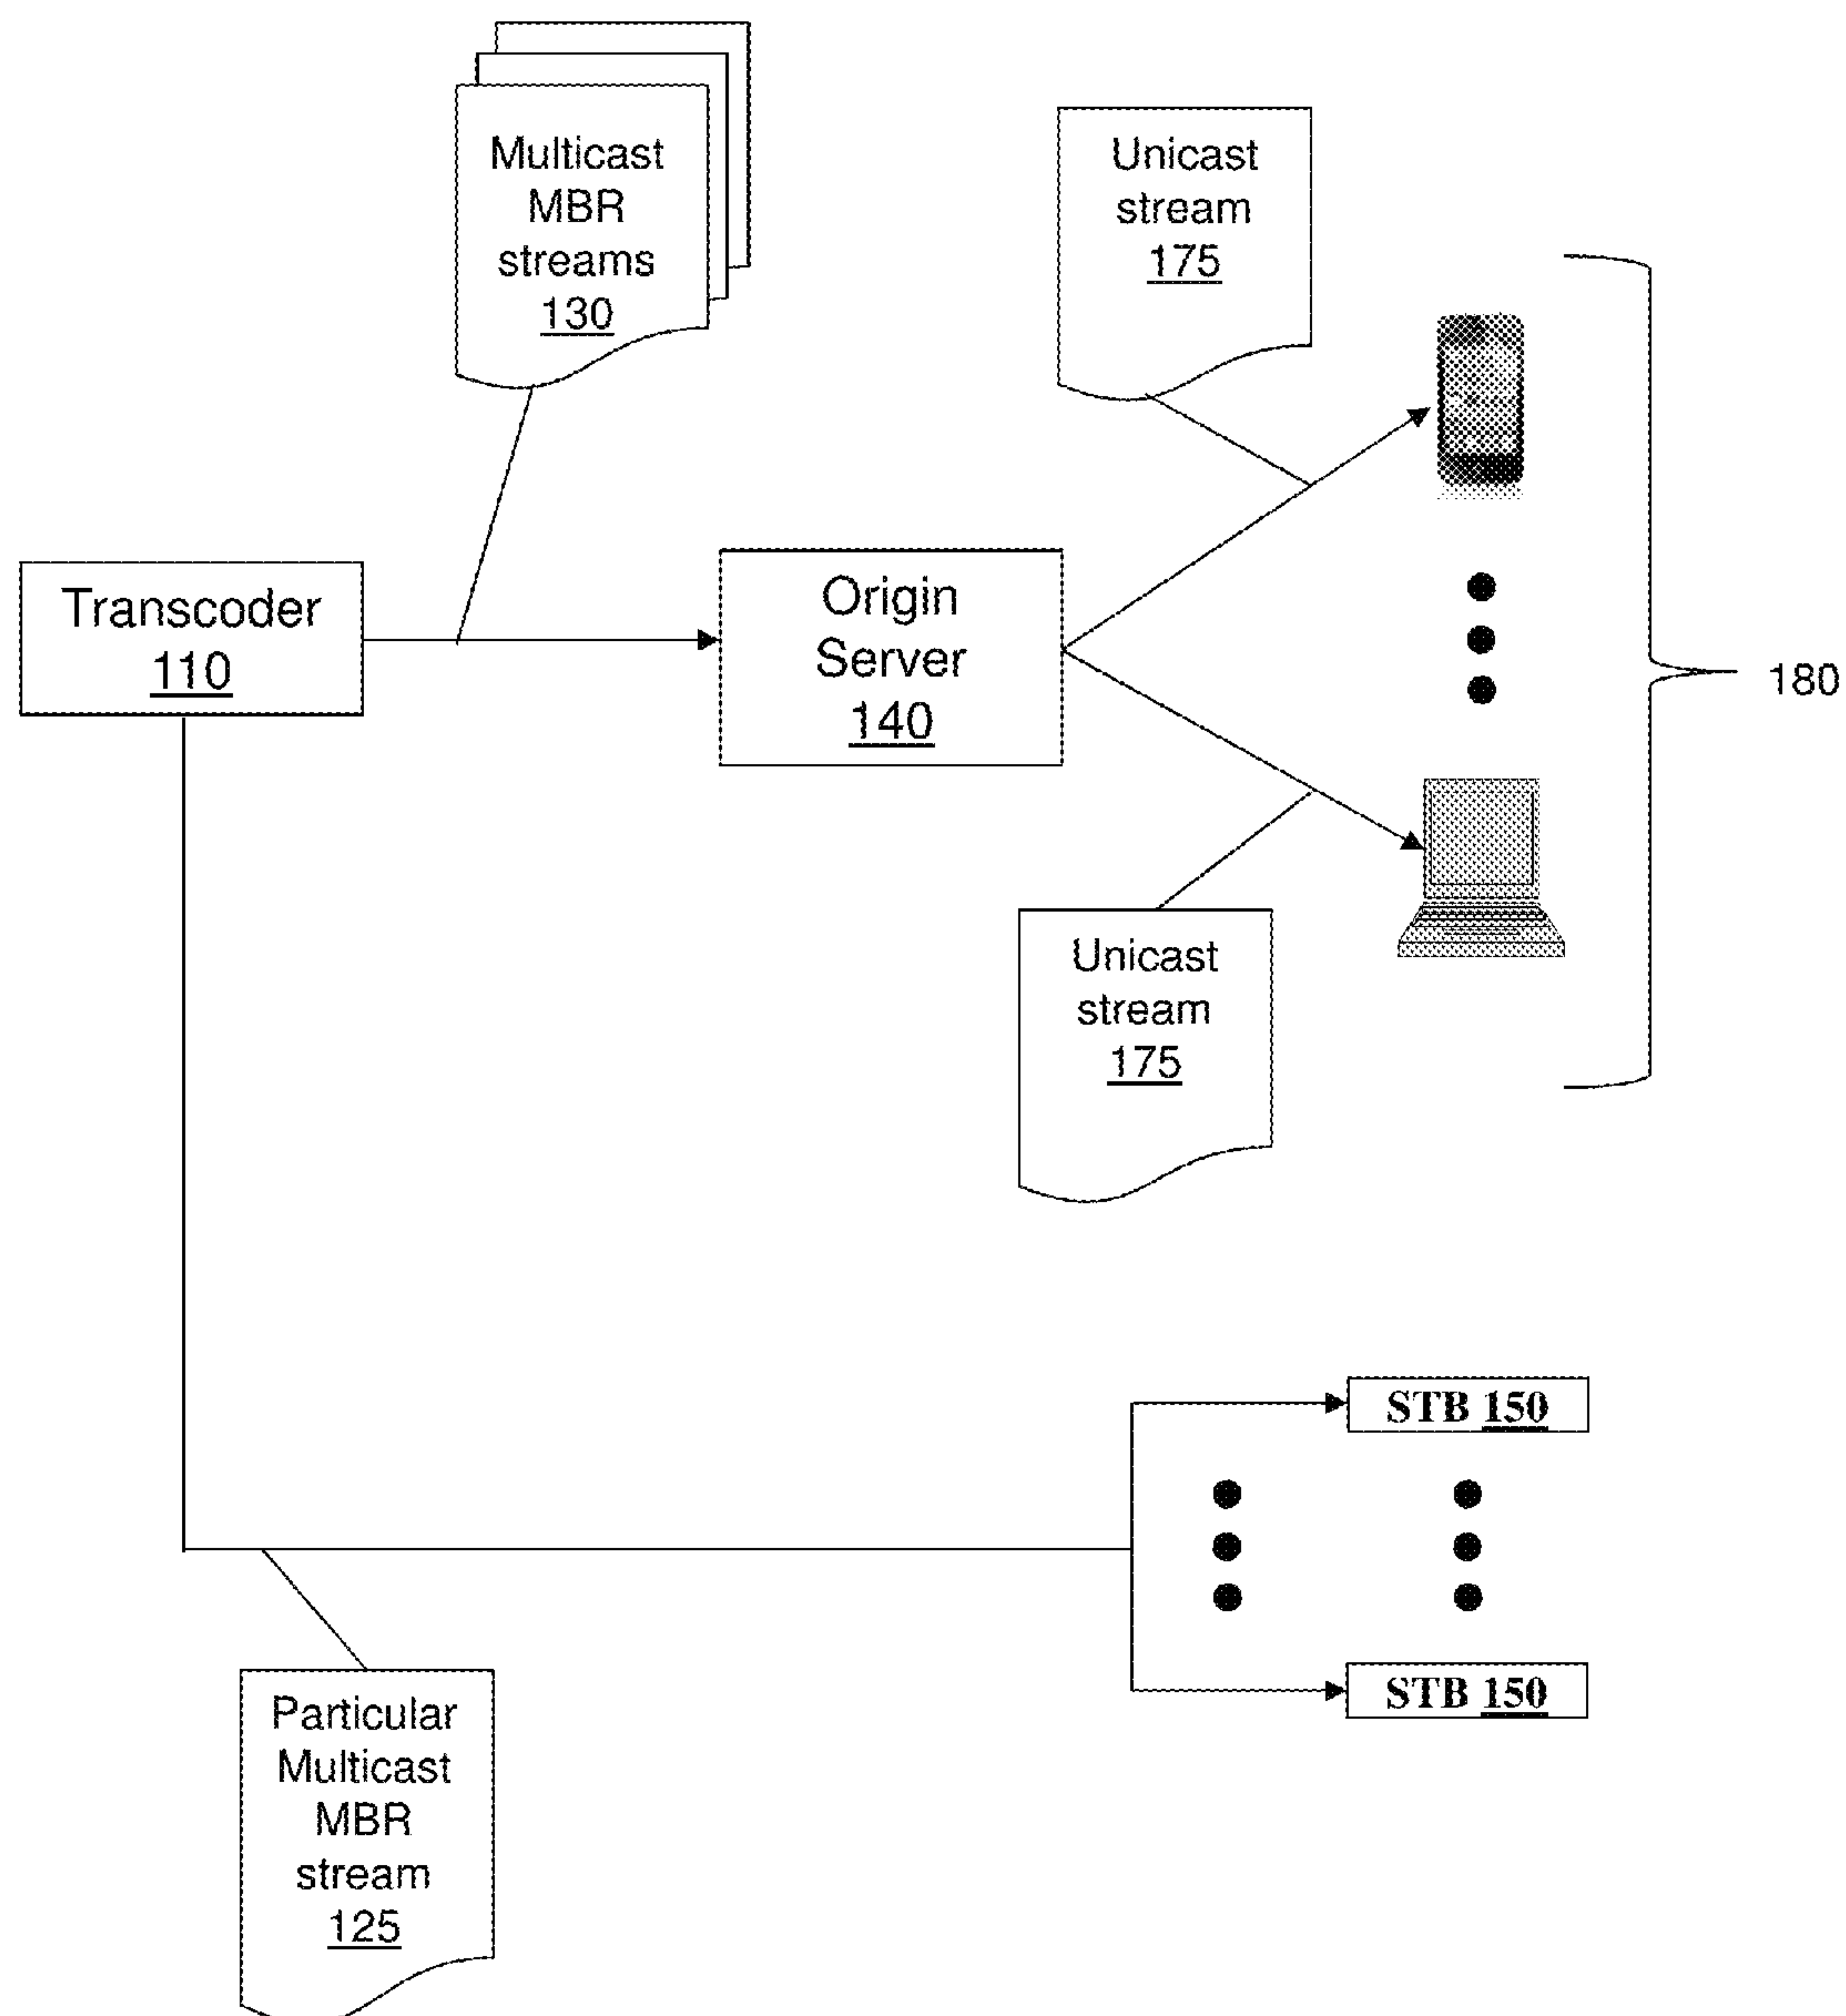 Multicast
MBR
streams
130
Unicast
stream
175
Transcoder
110
Origin
Server
140
180
Unicast
stream
175
STB 150
STB 150
Particular
Multicast
MBR
stream
125